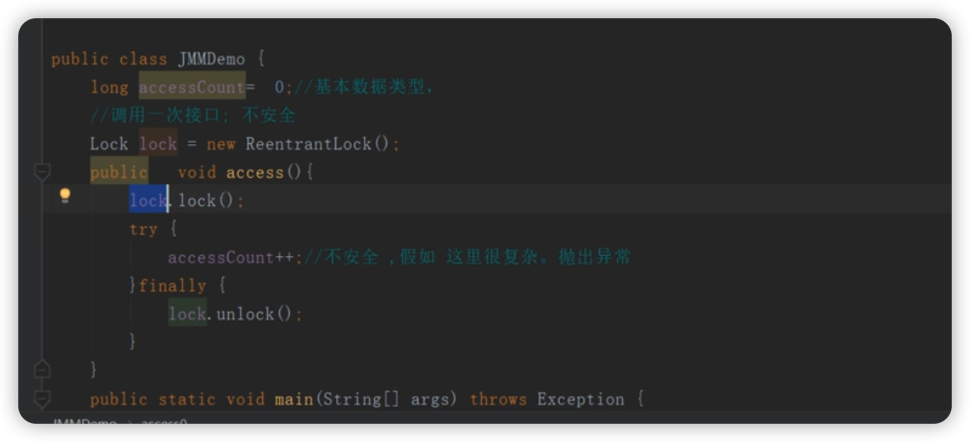 public class JMMDemo {
long accessCount=  0;//基本数据类型,
//调用一次接口; 不安全
Lock lock = new ReentrantLock();
public   void access(){
lock.lock();
try {
accessCount++;//不安全 ,假如 这里很复杂。抛出异常
}finally {
lock.unlock();
}
}
public static void main(String[] args) throws Exception {
JMMDemo
access()